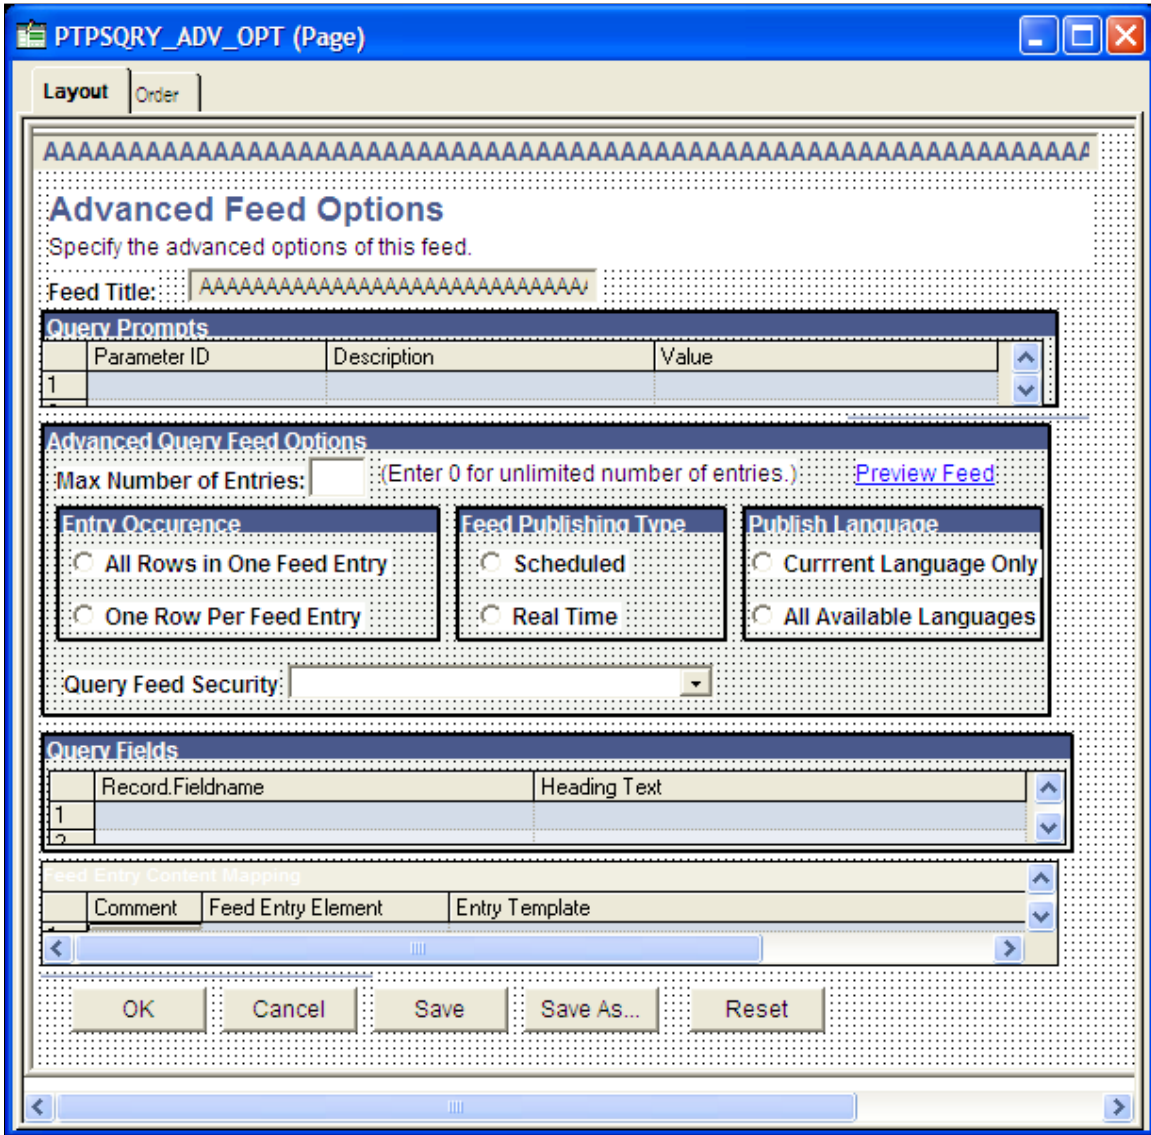 PTPSQRY_ADV_OPT (Page)
Layout Order
AAAAAAAAAAAAAAAAAAAAAAAAAAAAAAAAAAAAAAAAAAAAAAAAAAAAAAAAAAAAA
Advanced Feed Options
Specify the advanced options of this feed.
Feed Title: AAAAAAAAAAAAAAAAAAAAAAAAAAAAAA
Query Prompts
Parameter ID Description Value
1
Advanced Query Feed Options
Max Number of Entries: (Enter 0 for unlimited number of entries.) Preview Feed
Entry Occurence Feed Publishing Type Publish Language
All Rows in One Feed Entry Scheduled Currrent Language Only
One Row Per Feed Entry Real Time All Available Languages
Query Feed Security
Query Fields
Record.Fieldname Heading Text
1
2
Feed Entry Content Mapping
Comment Feed Entry Element Entry Template
OK Cancel Save Save As... Reset